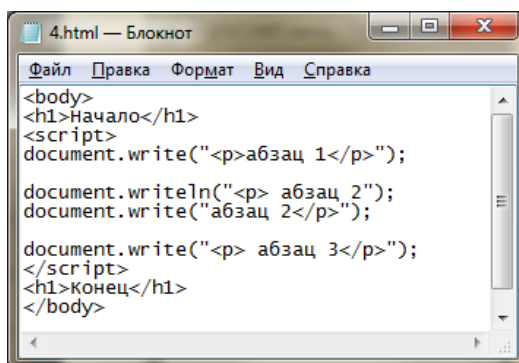 4.html — Блокнот
Файл Правка Формат Вид Справка
<body>
<h1>Начало</h1>
<script>
document.write("<p>абзац 1</p>");

document.writeln("<p> абзац 2");
document.write("абзац 2</p>");

document.write("<p> абзац 3</p>");
</script>
<h1>Конец</h1>
</body>